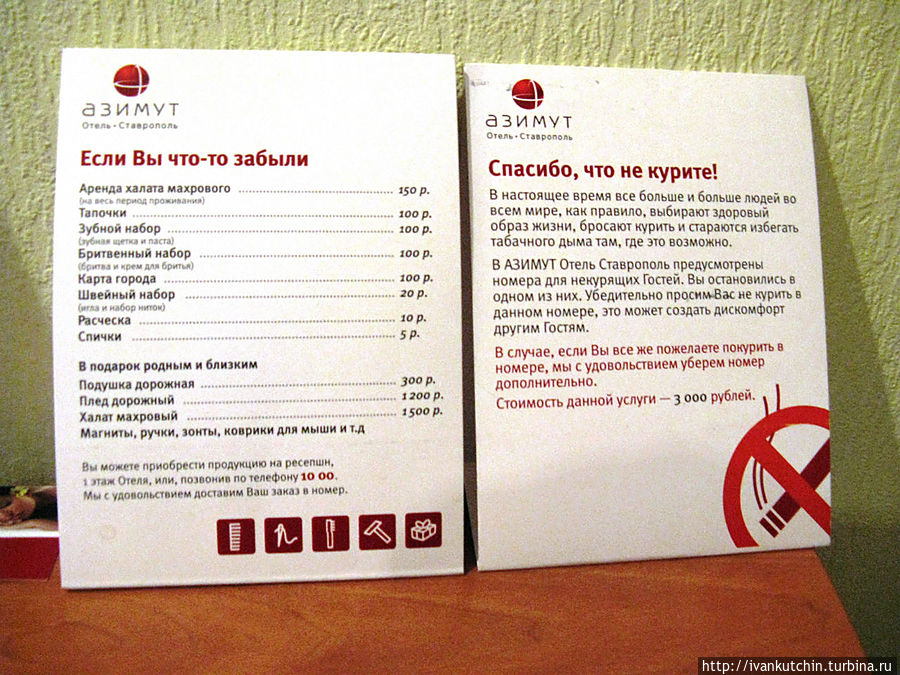 АЗИМУТ
Отель • Ставрополь
Если Вы что-то забыли
Аренда халата махрового 150 р.
(на весь период проживания)
Тапочки 100 р.
Зубной набор 100 р.
(зубная щетка и паста)
Бритвенный набор 100 р.
(бритва и крем для бритья)
Карта города 100 р.
Швейный набор 20 р.
(игла и набор ниток)
Расческа 10 р.
Спички 5 р.
В подарок родным и близким
Подушка дорожная 300 р.
Плед дорожный 1200 р.
Халат махровый 1500 р.
Магниты, ручки, зонты, коврики для мыши и т.д
Вы можете приобрести продукцию на ресепшн,
1 этаж Отеля, или, позвонив по телефону 10 00.
Мы с удовольствием доставим Ваш заказ в номер.
АЗИМУТ
Отель • Ставрополь
Спасибо, что не курите!
В настоящее время все больше и больше людей во
всем мире, как правило, выбирают здоровый
образ жизни, бросают курить и стараются избегать
табачного дыма там, где это возможно.
В АЗИМУТ Отель Ставрополь предусмотрены
номера для некурящих Гостей. Вы остановились в
одном из них. Убедительно просим Вас не курить в
данном номере, это может создать дискомфорт
другим Гостям.
В случае, если Вы все же пожелаете покурить в
номере, мы с удовольствием уберем номер
дополнительно.
Стоимость данной услуги — 3 000 рублей.
http://ivankutchin.turbina.ru